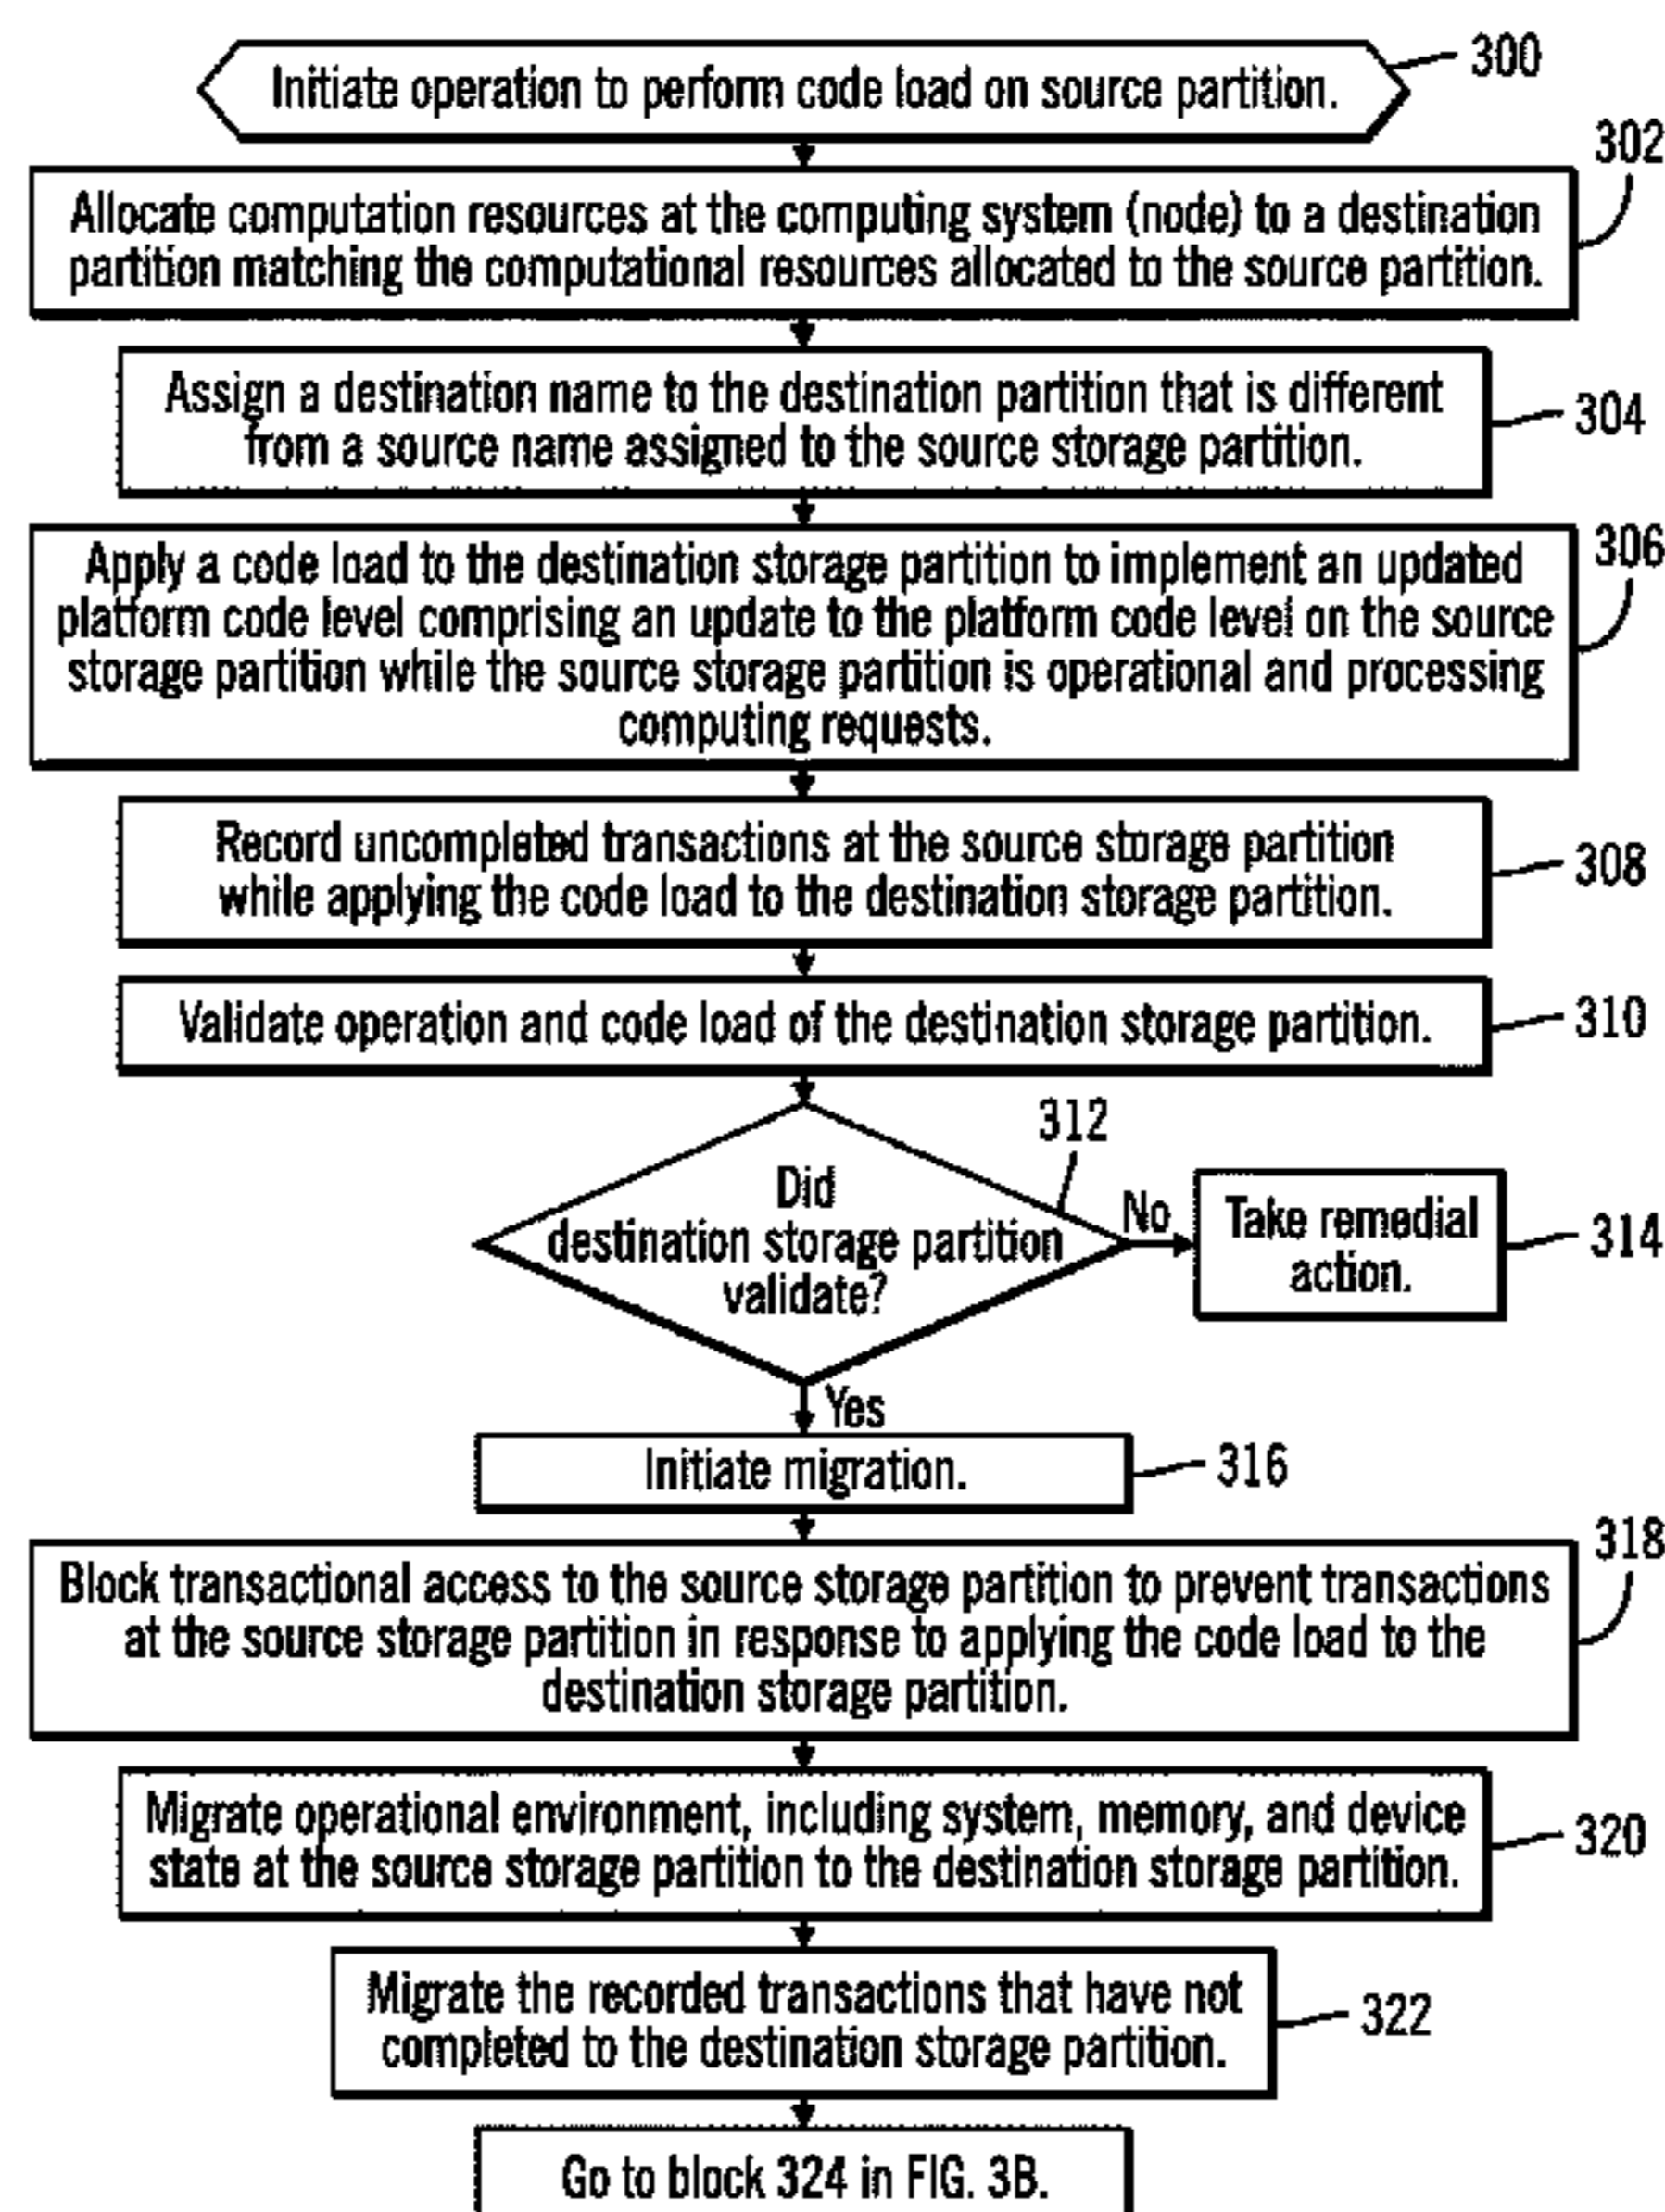 300
Initiate operation to perform code load on source partition.
302
Allocate computation resources at the computing system (node) to a destination
partition matching the computational resources allocated to the source partition.
Assign a destination name to the destination partition that is different
from a source name assigned to the source storage partition.
304
306
Apply a code load to the destination storage partition to implement an updated
platform code level comprising an update to the platform code level on the source
storage partition while the source storage partition is operational and processing
computing requests.
Record uncompleted transactions at the source storage partition
while applying the code load to the destination storage partition.
308
Validate operation and code load of the destination storage partition.
310
312
Did
destination storage partition
validate?
No
Take remedial
action.
314
Yes
Initiate migration.
316
318
Block transactional access to the source storage partition to prevent transactions
at the source storage partition in response to applying the code load to the
destination storage partition.
Migrate operational environment, including system, memory, and device
state at the source storage partition to the destination storage partition.
320
Migrate the recorded transactions that have not
completed to the destination storage partition.
322
Go to block 324 in FIG. 3B.